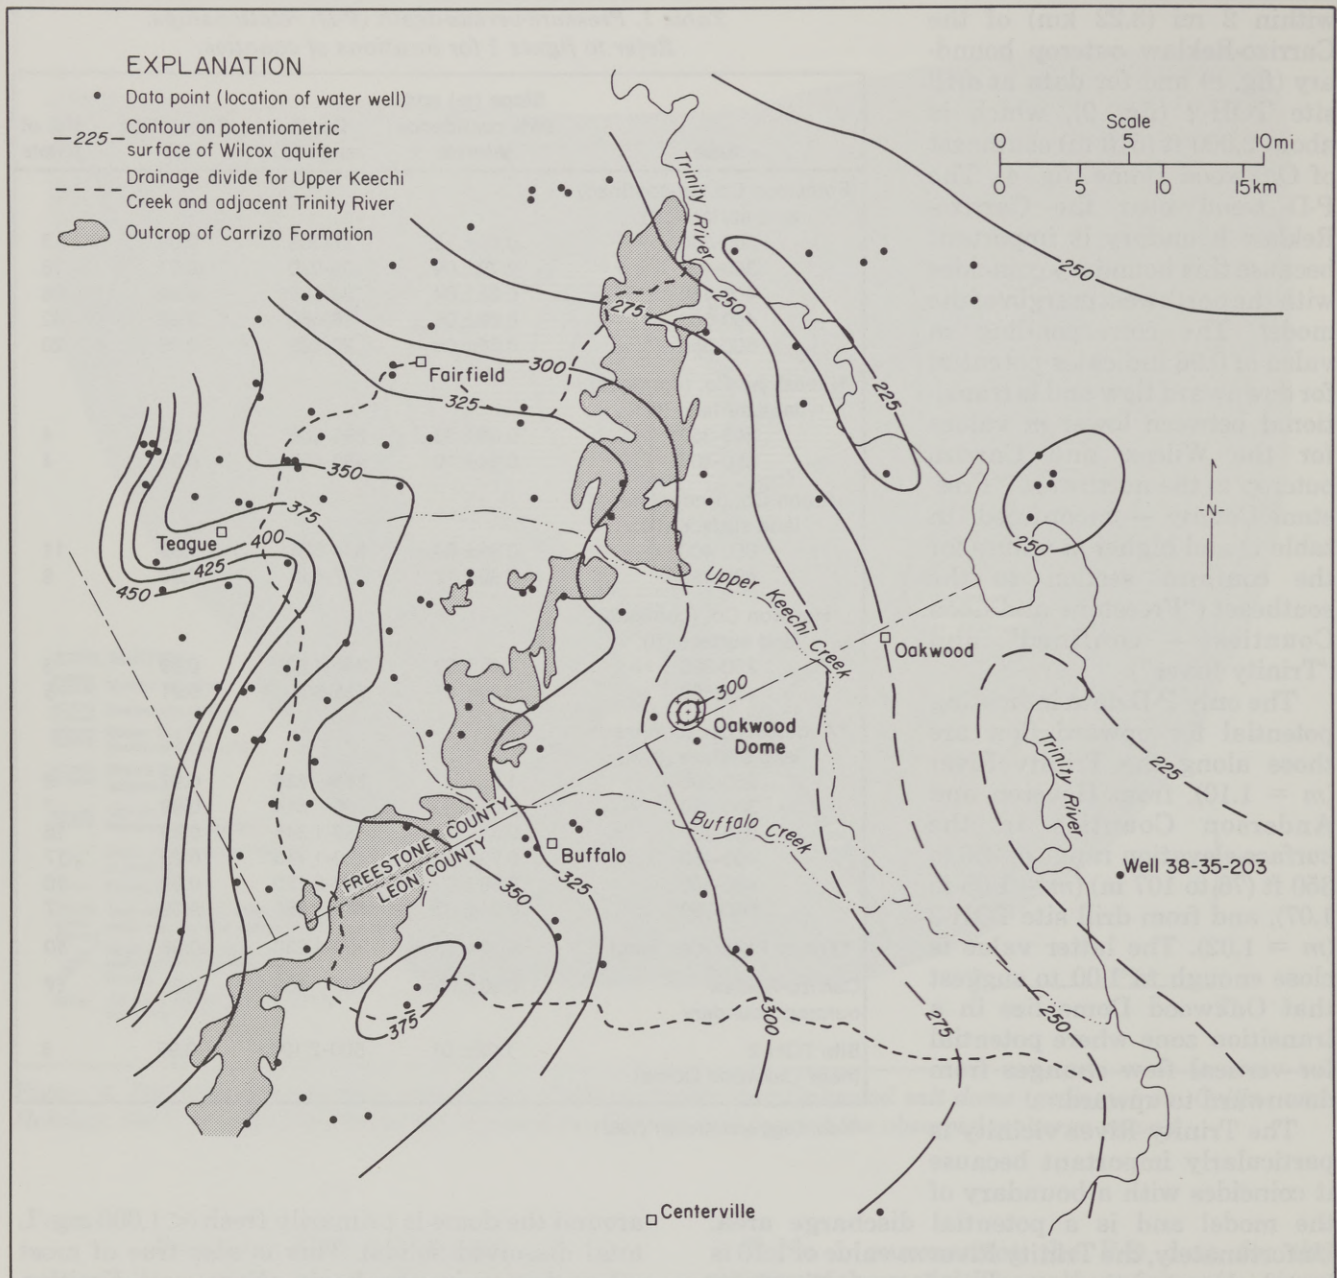 EXPLANATION
Data point (location of water well)
225
Contour on potentiometric
surface of Wilcox aquifer
Drainage divide for Upper Keechi
Creek and adjacent Trinity River
Outcrop of Carrizo Formation
Scale
0 5 10 mi
0 5 10 15 km
Trinity River
250
250
275
300
Fairfield
325
225
350
375
-N-
Teague
400
425
250
450
Upper Keechi Creek
Oakwood
300
Oakwood
Dome
Trinity River
225
Buffalo Creek
FREESTONE COUNTY
LEON COUNTY
Buffalo
Well 38-35-203
325
350
375
300
275
250
Centerville